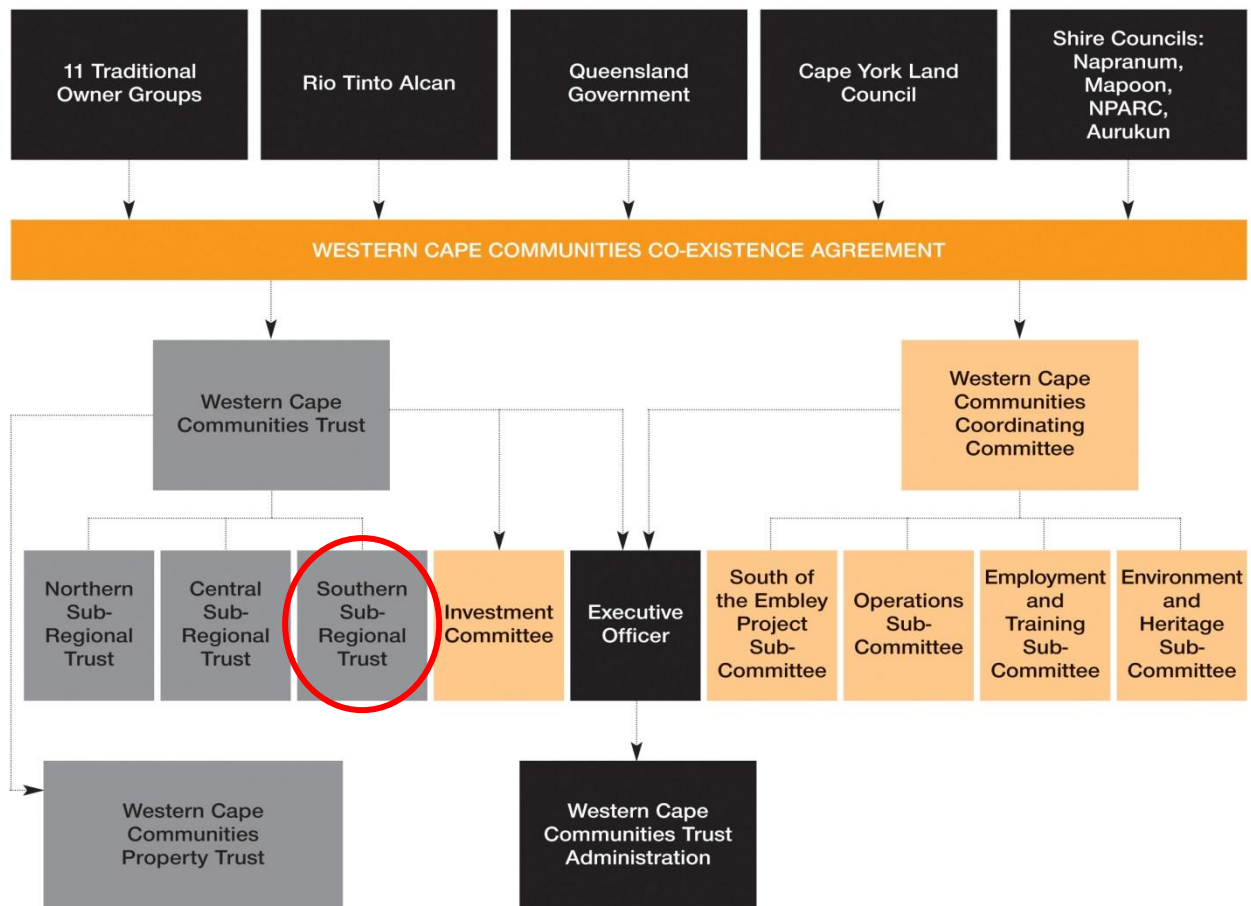 11 Traditional
Owner Groups
Rio Tinto Alcan
Queensland
Government
Cape York Land
Council
Shire Councils:
Napranum,
Mapoon,
NPARC,
Aurukun
WESTERN CAPE COMMUNITIES CO-EXISTENCE AGREEMENT
Western Cape
Communities Trust
Western Cape
Communities
Coordinating
Committee
Northern
Sub-
Regional
Trust
Central
Sub-
Regional
Trust
Southern
Sub-
Regional
Trust
Investment
Committee
Executive
Officer
South of
the Embley
Project
Sub-
Committee
Operations
Sub-
Committee
Employment
and
Training
Sub-
Committee
Environment
and
Heritage
Sub-
Committee
Western Cape
Communities
Property Trust
Western Cape
Communities Trust
Administration